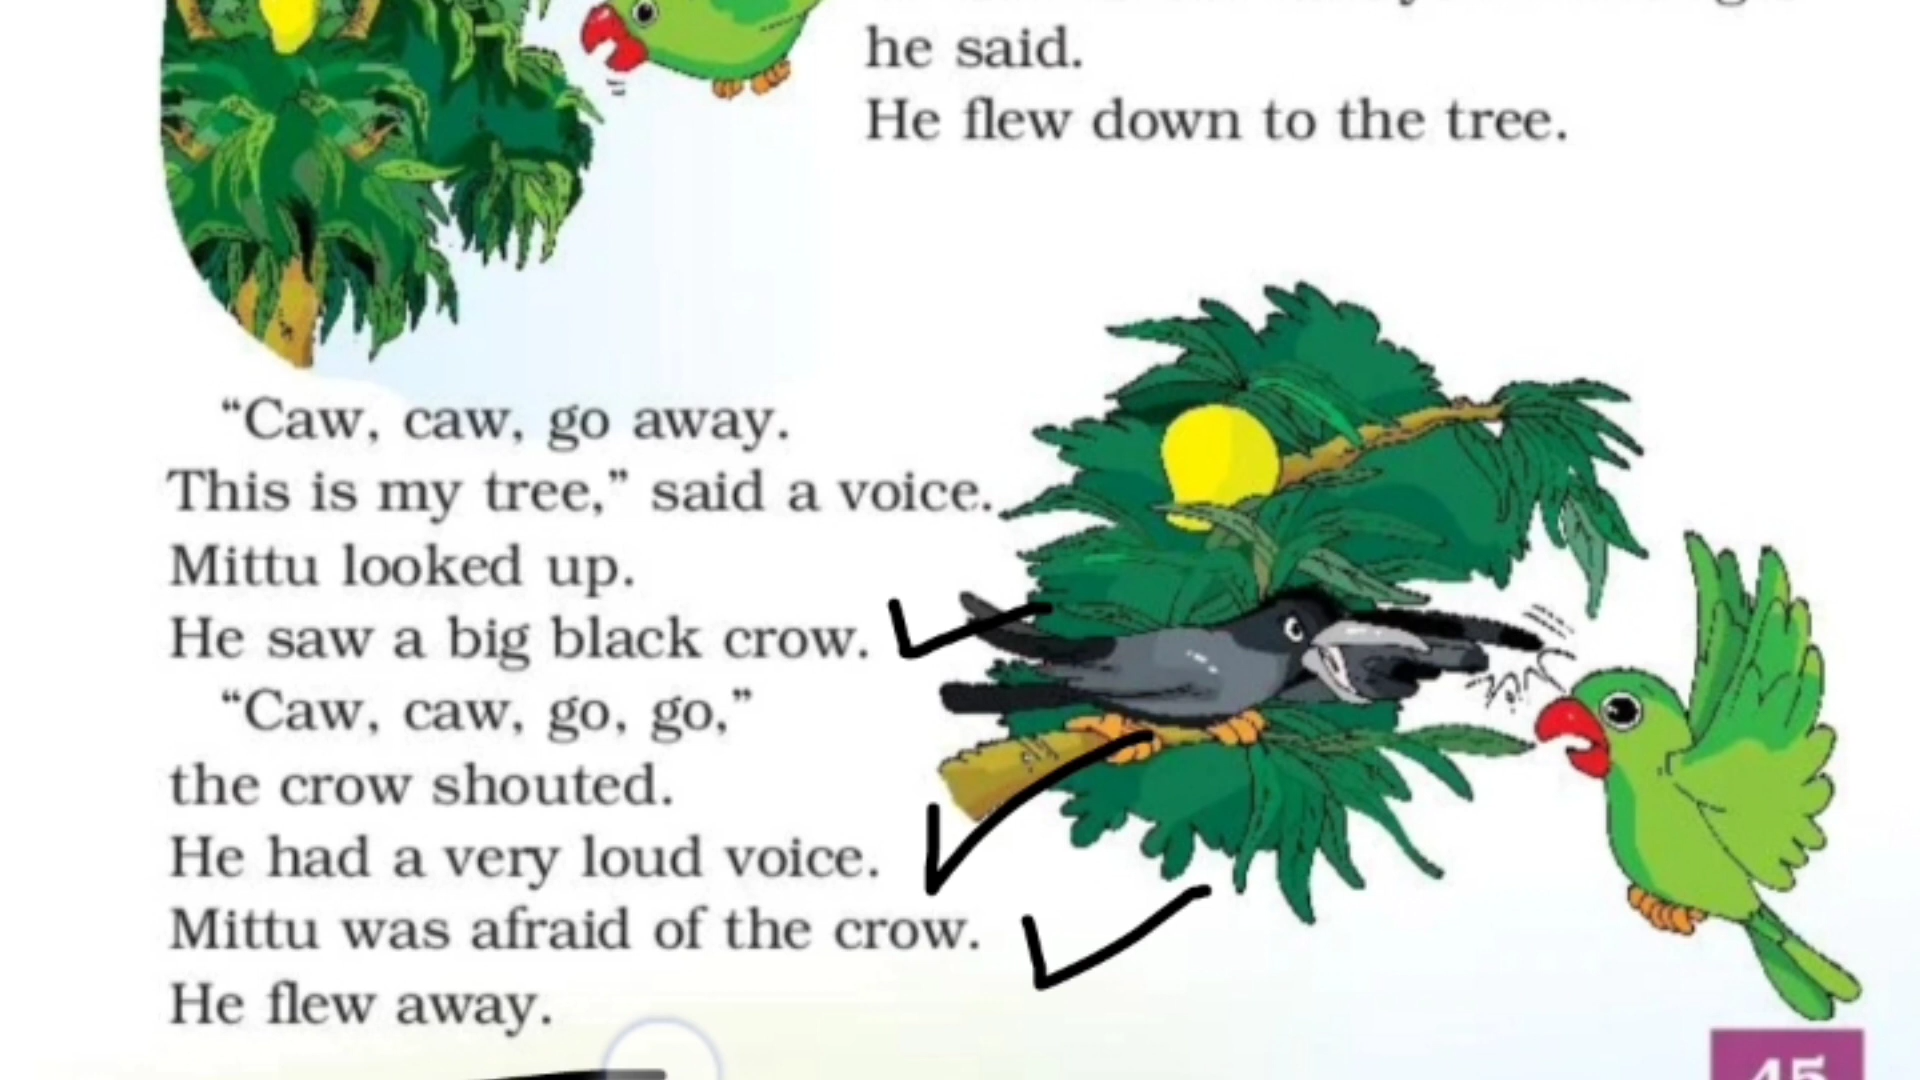 he said.
He flew down to the tree.
“Caw, caw, go away.
This is my tree,” said a voice.
Mittu looked up.
He saw a big black crow.
“Caw, caw, go, go,”
the crow shouted.
He had a very loud voice.
Mittu was afraid of the crow.
He flew away.
45